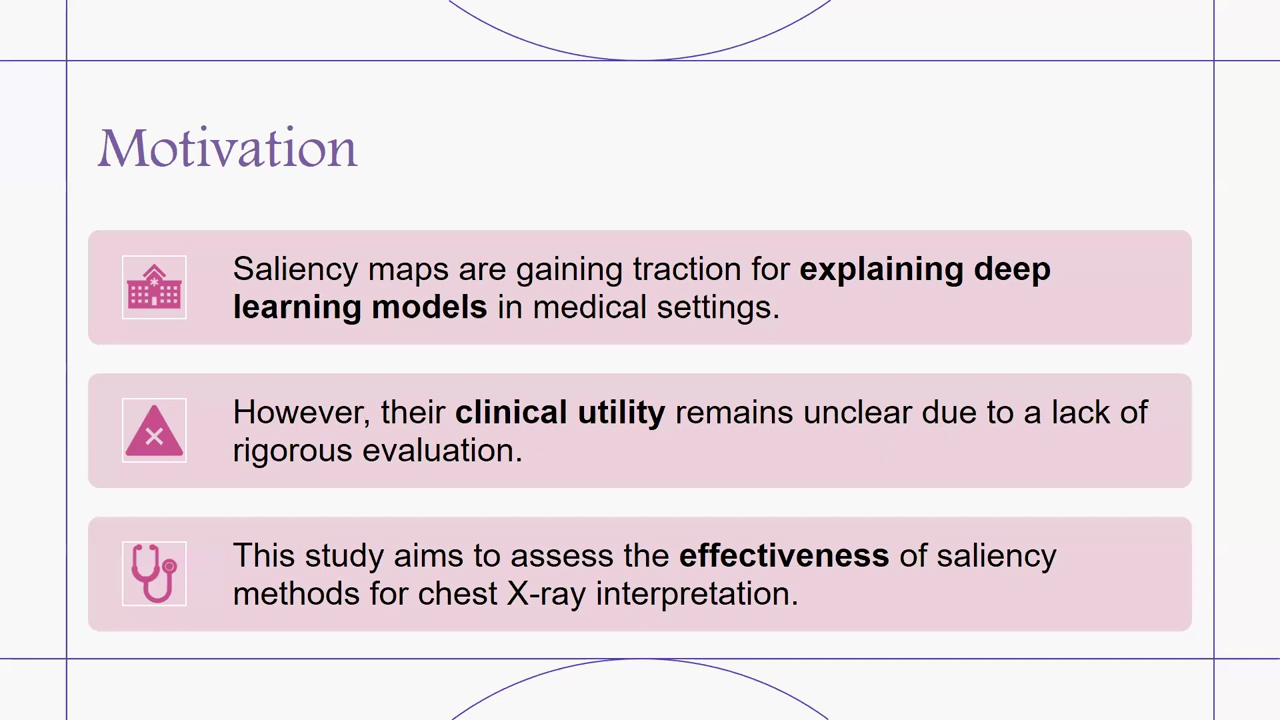 Motivation
Saliency maps are gaining traction for explaining deep
learning models in medical settings.
However, their clinical utility remains unclear due to a lack of
rigorous evaluation.
This study aims to assess the effectiveness of saliency
methods for chest X-ray interpretation.